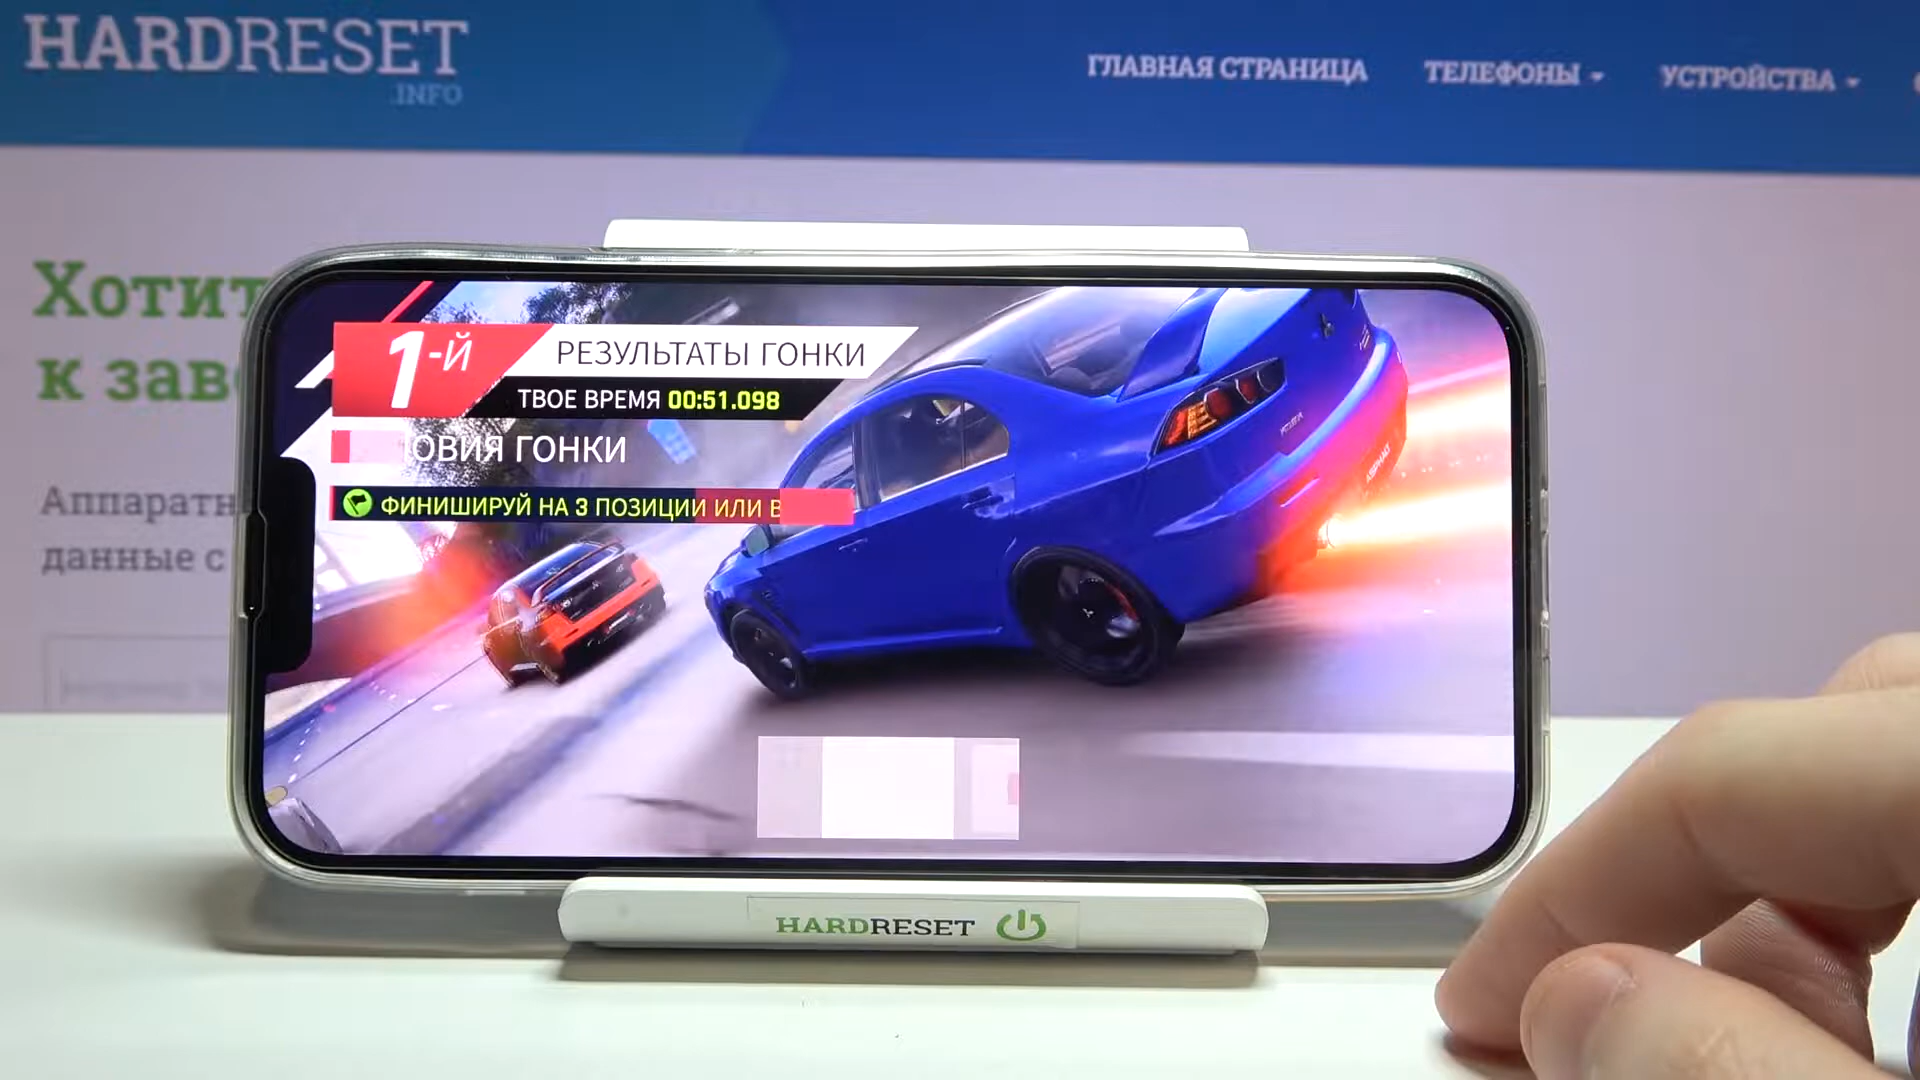 HARDRESET
.INFO
ГЛАВНАЯ СТРАНИЦА
ТЕЛЕФОНЫ
УСТРОЙСТВА
Хотит
к зав
Аппаратн
данные с
1-Й
РЕЗУЛЬТАТЫ ГОНКИ
ТВОЕ ВРЕМЯ 00:51.098
ОВИЯ ГОНКИ
ФИНИШИРУЙ НА 3 ПОЗИЦИИ ИЛИ В
ASPHALT
HARDRESET